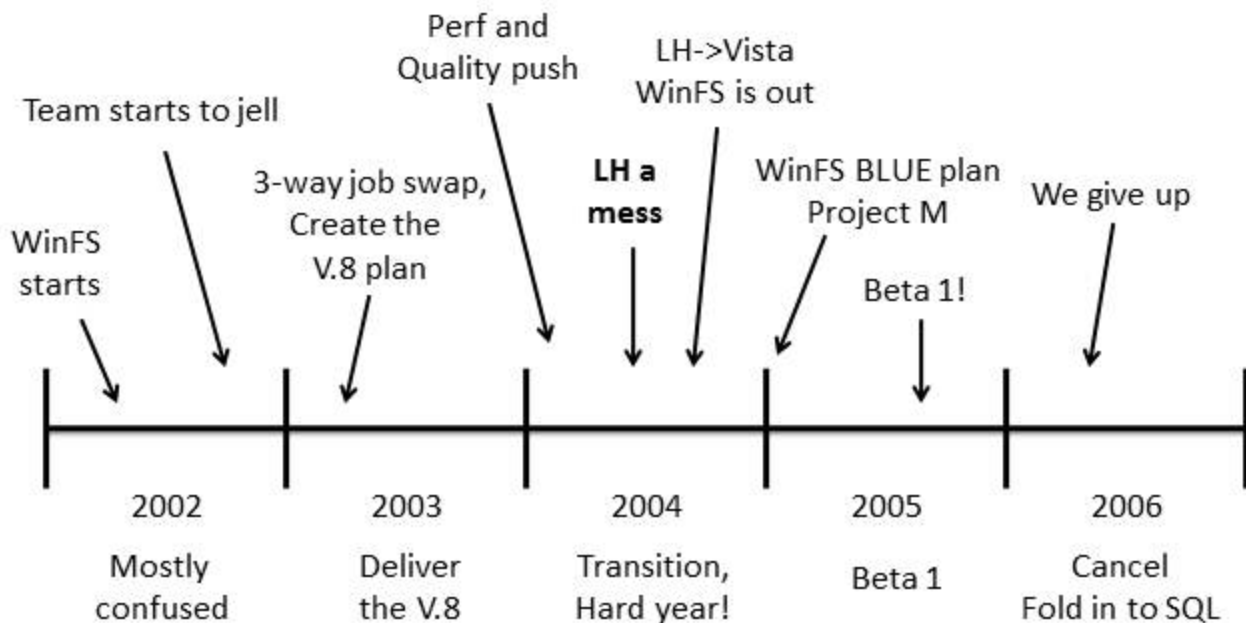 Perf and
Quality push
LH->Vista
WinFS is out
Team starts to jell
3-way job swap,
Create the
V.8 plan
LH a
mess
WinFS BLUE plan
Project M
We give up
WinFS
starts
Beta 1!
2002
2003
2004
2005
2006
Mostly
confused
Deliver
the V.8
Transition,
Hard year!
Beta 1
Cancel
Fold in to SQL